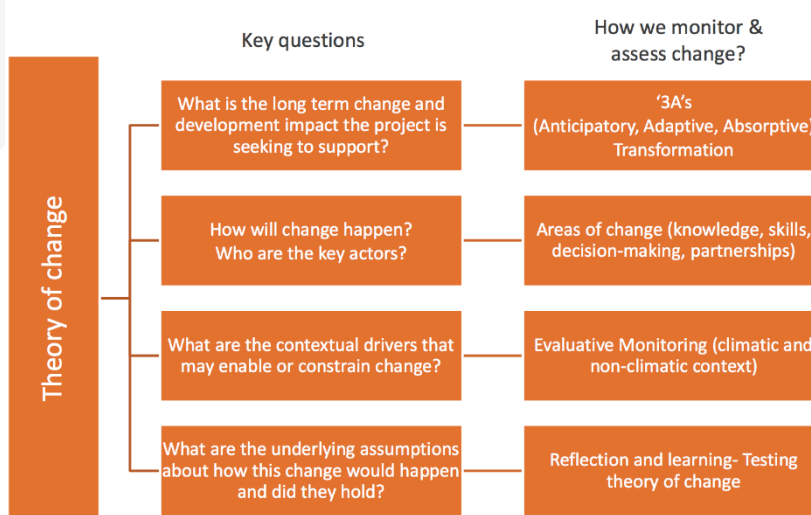 Key questions
How we monitor &
assess change?
Theory of change
What is the long term change and
development impact the project is
seeking to support?
'3A's
(Anticipatory, Adaptive, Absorptive)
Transformation
How will change happen?
Who are the key actors?
Areas of change (knowledge, skills,
decision-making, partnerships)
What are the contextual drivers that
may enable or constrain change?
Evaluative Monitoring (climatic and
non-climatic context)
What are the underlying assumptions
about how this change would happen
and did they hold?
Reflection and learning- Testing
theory of change